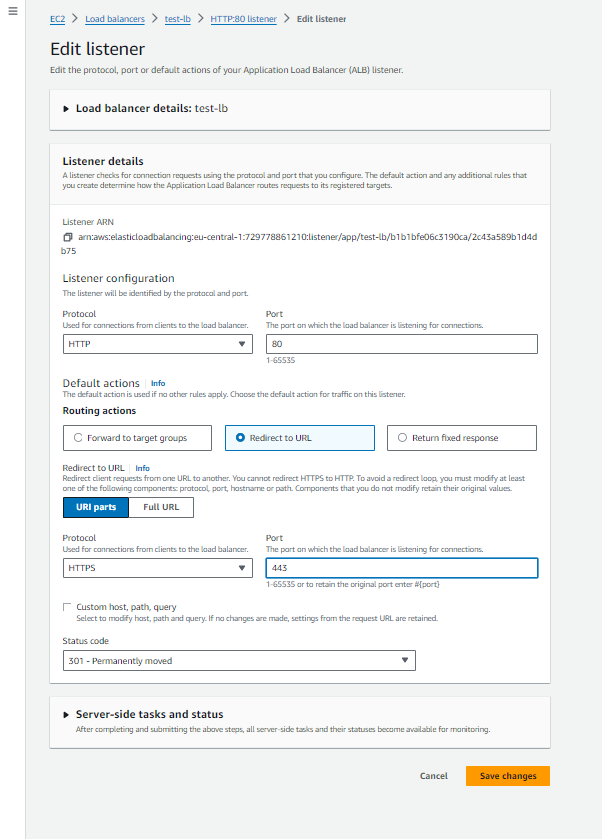 EC2 > Load balancers > test-lb > HTTP:80 listener > Edit listener
Edit listener
Edit the protocol, port or default actions of your Application Load Balancer (ALB) listener.
Load balancer details: test-lb
Listener details
A listener checks for connection requests using the protocol and port that you configure. The default action and any additional rules that
you create determine how the Application Load Balancer routes requests to its registered targets.
Listener ARN
arn:aws:elasticloadbalancing:eu-central-1:729778861210:listener/app/test-lb/b1b1bfe06c3190ca/2c43a589b1d4d
b75
Listener configuration
The listener will be identified by the protocol and port.
Protocol
Used for connections from clients to the load balancer.
HTTP
Port
The port on which the load balancer is listening for connections.
80
1-65535
Default actions | Info
The default action is used if no other rules apply. Choose the default action for traffic on this listener.
Routing actions
Forward to target groups
Redirect to URL
Return fixed response
Redirect to URL | Info
Redirect client requests from one URL to another. You cannot redirect HTTPS to HTTP. To avoid a redirect loop, you must modify at least
one of the following components: protocol, port, hostname or path. Components that you do not modify retain their original values.
URI parts
Full URL
Protocol
Used for connections from clients to the load balancer.
HTTPS
Port
The port on which the load balancer is listening for connections.
443
1-65535 or to retain the original port enter #{port}
Custom host, path, query
Select to modify host, path and query. If no changes are made, settings from the request URL are retained.
Status code
301 - Permanently moved
Server-side tasks and status
After completing and submitting the above steps, all server-side tasks and their statuses become available for monitoring.
Cancel
Save changes